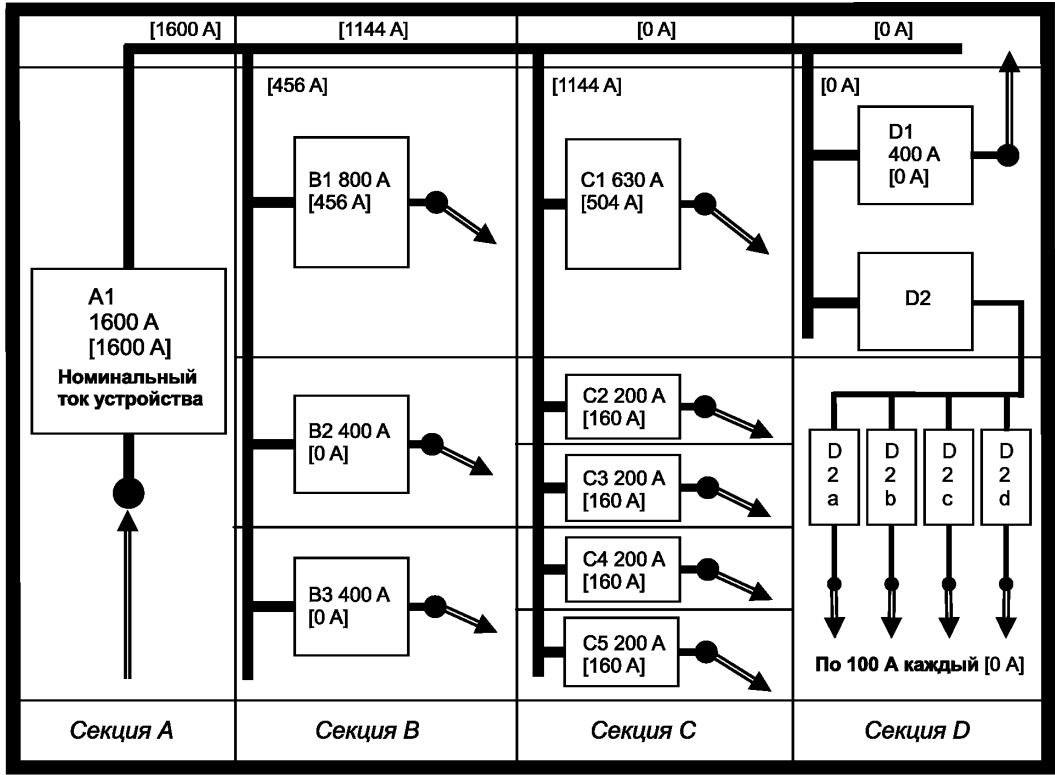 [1600 A]
[1144 A]
[0 A]
[0 A]
[456 A]
[1144 A]
[0 A]
A1
1600 A
[1600 A]
Номинальный
ток устройства
B1 800 A
[456 A]
B2 400 A
[0 A]
B3 400 A
[0 A]
C1 630 A
[504 A]
C2 200 A
[160 A]
C3 200 A
[160 A]
C4 200 A
[160 A]
C5 200 A
[160 A]
D1
400 A
[0 A]
D2
D
2
a
D
2
b
D
2
c
D
2
d
По 100 А каждый [0 A]
Секция A
Секция B
Секция C
Секция D